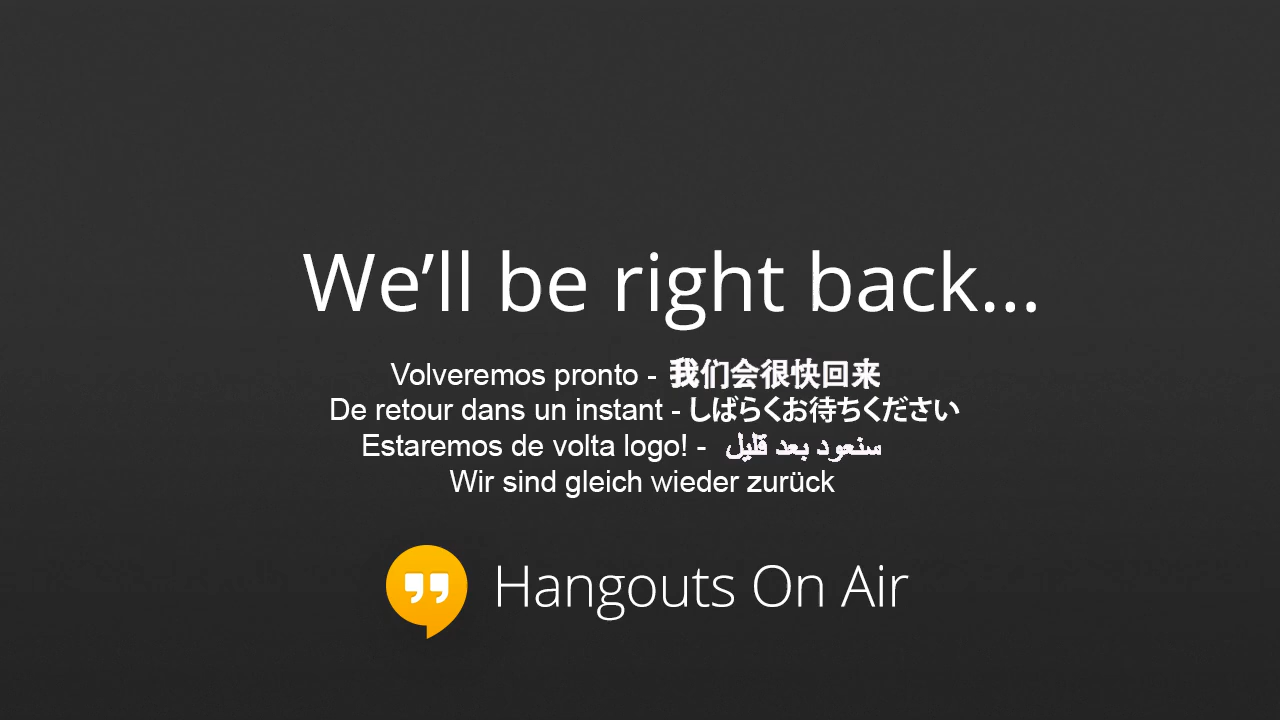 We’ll be right back...
Volveremos pronto - 我们会很快回来
De retour dans un instant - しばらくお待ちください
Estaremos de volta logo! - سنعود بعد قليل
Wir sind gleich wieder zurück
Hangouts On Air